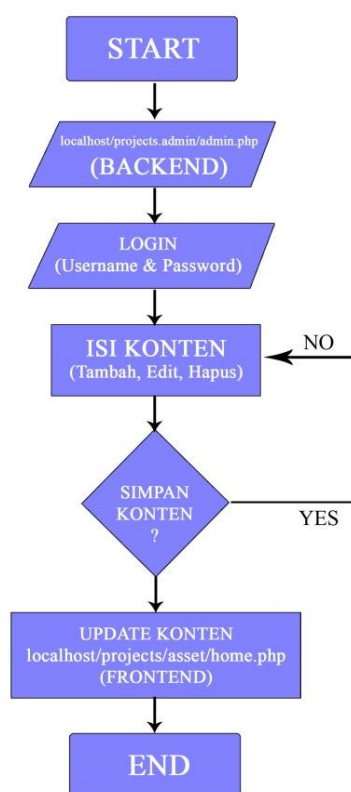 START
localhost/projects.admin/admin.php
(BACKEND)
LOGIN
(Username & Password)
ISI KONTEN
(Tambah, Edit, Hapus)
NO
SIMPAN
KONTEN
?
YES
UPDATE KONTEN
localhost/projects/asset/home.php
(FRONTEND)
END